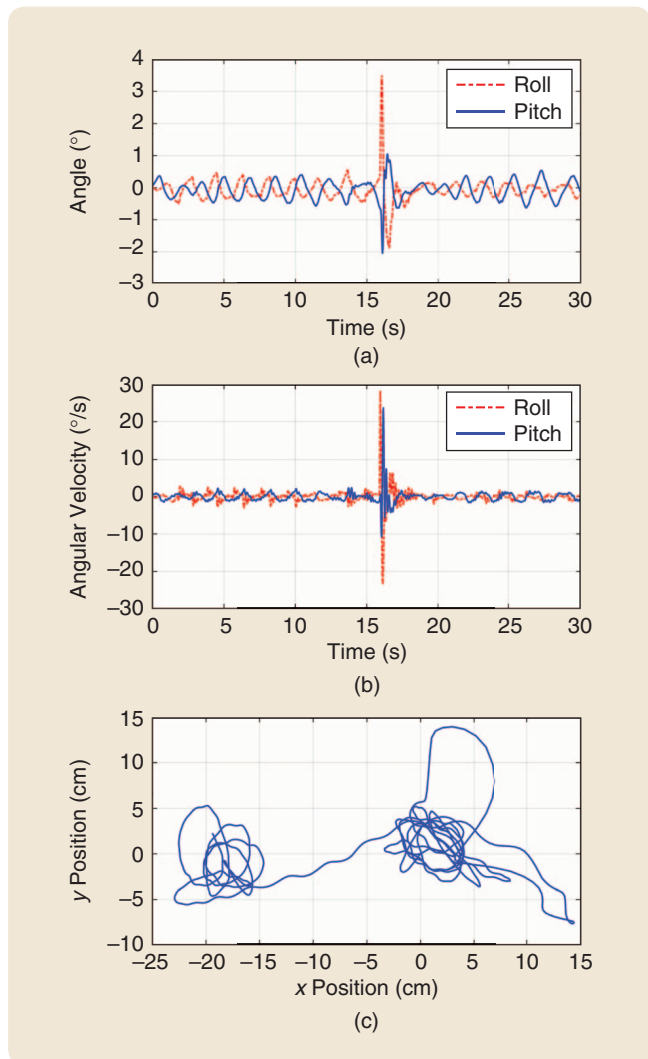 4
3
2
1
0
−1
−2
−3
Angle (°)
Roll
Pitch
0 5 10 15 20 25 30
Time (s)
(a)
30
20
10
0
−10
−20
−30
Angular Velocity (°/s)
Roll
Pitch
0 5 10 15 20 25 30
Time (s)
(b)
15
10
5
0
−5
−10
y Position (cm)
−25 −20 −15 −10 −5 0 5 10 15
x Position (cm)
(c)